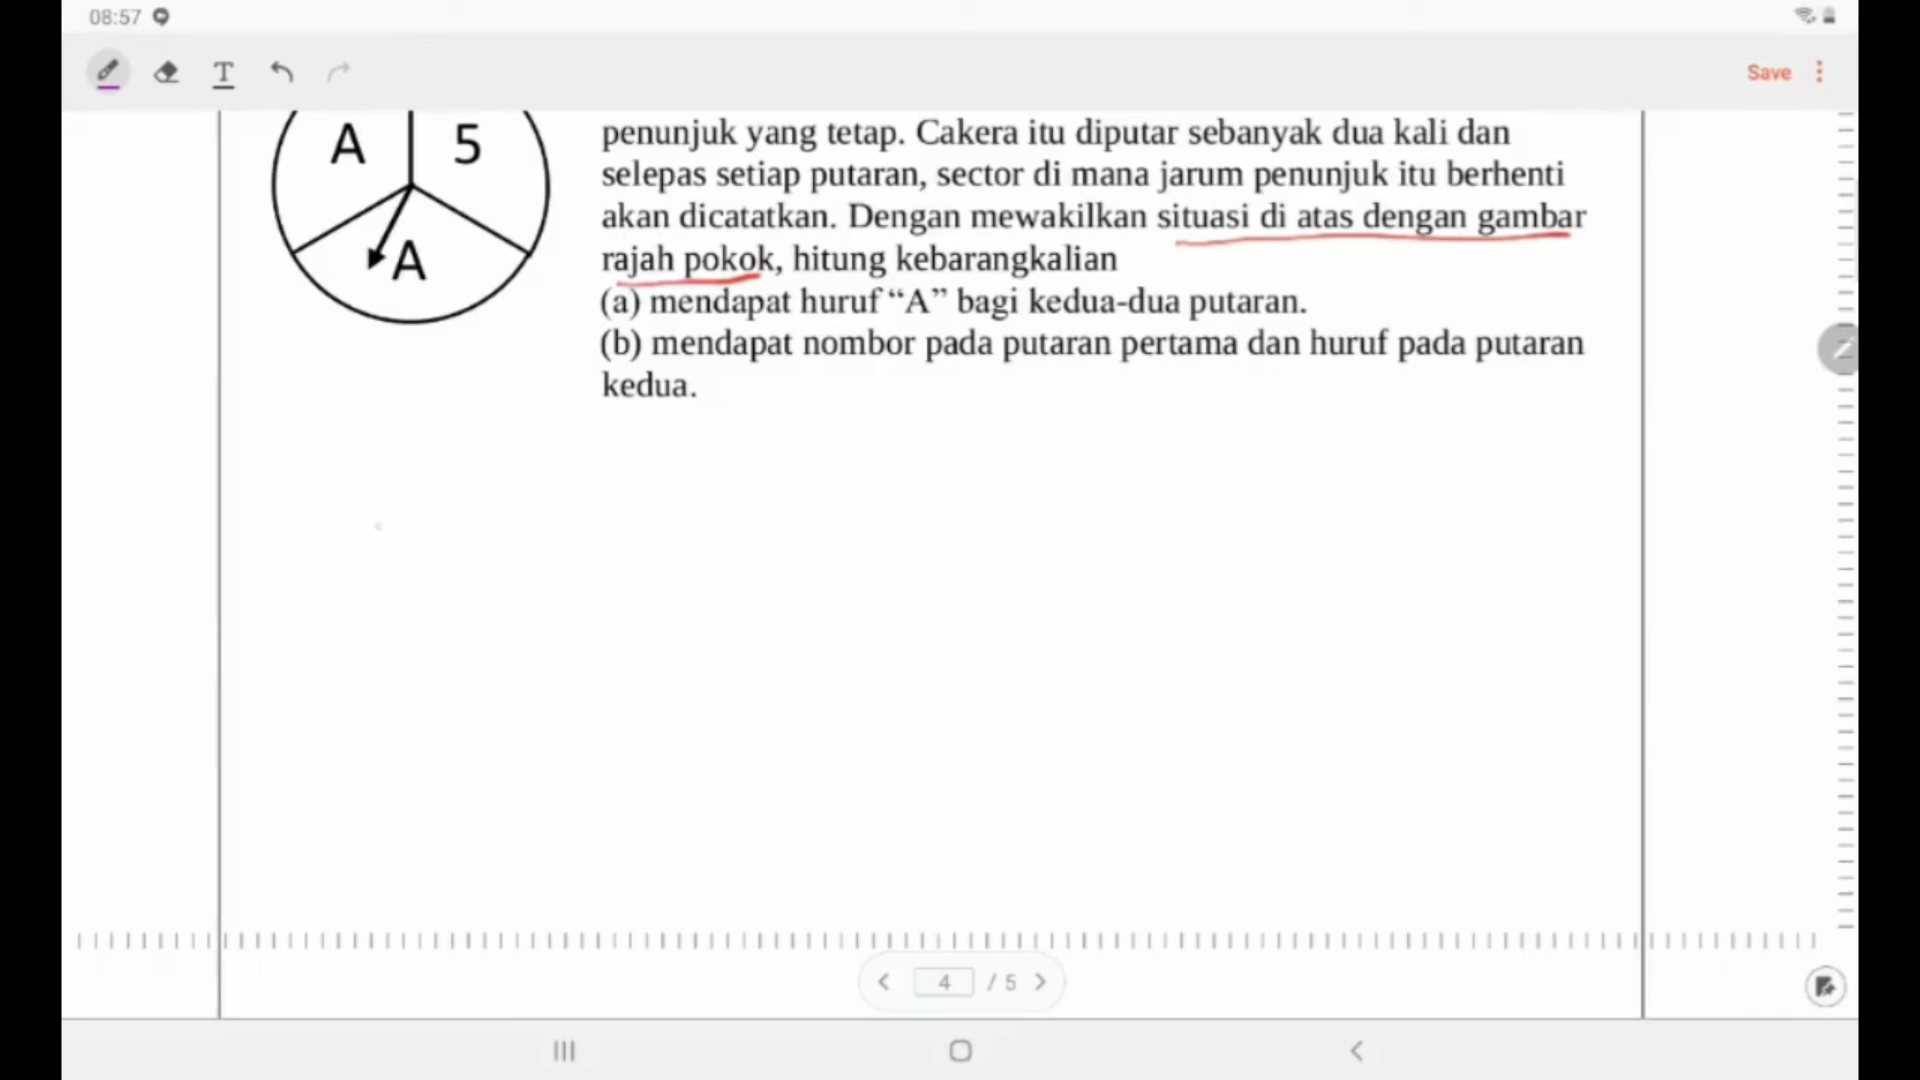 08:57
T
Save
A 5
A
penunjuk yang tetap. Cakera itu diputar sebanyak dua kali dan
selepas setiap putaran, sector di mana jarum penunjuk itu berhenti
akan dicatatkan. Dengan mewakilkan situasi di atas dengan gambar
rajah pokok, hitung kebarangkalian
(a) mendapat huruf “A” bagi kedua-dua putaran.
(b) mendapat nombor pada putaran pertama dan huruf pada putaran
kedua.
4 / 5